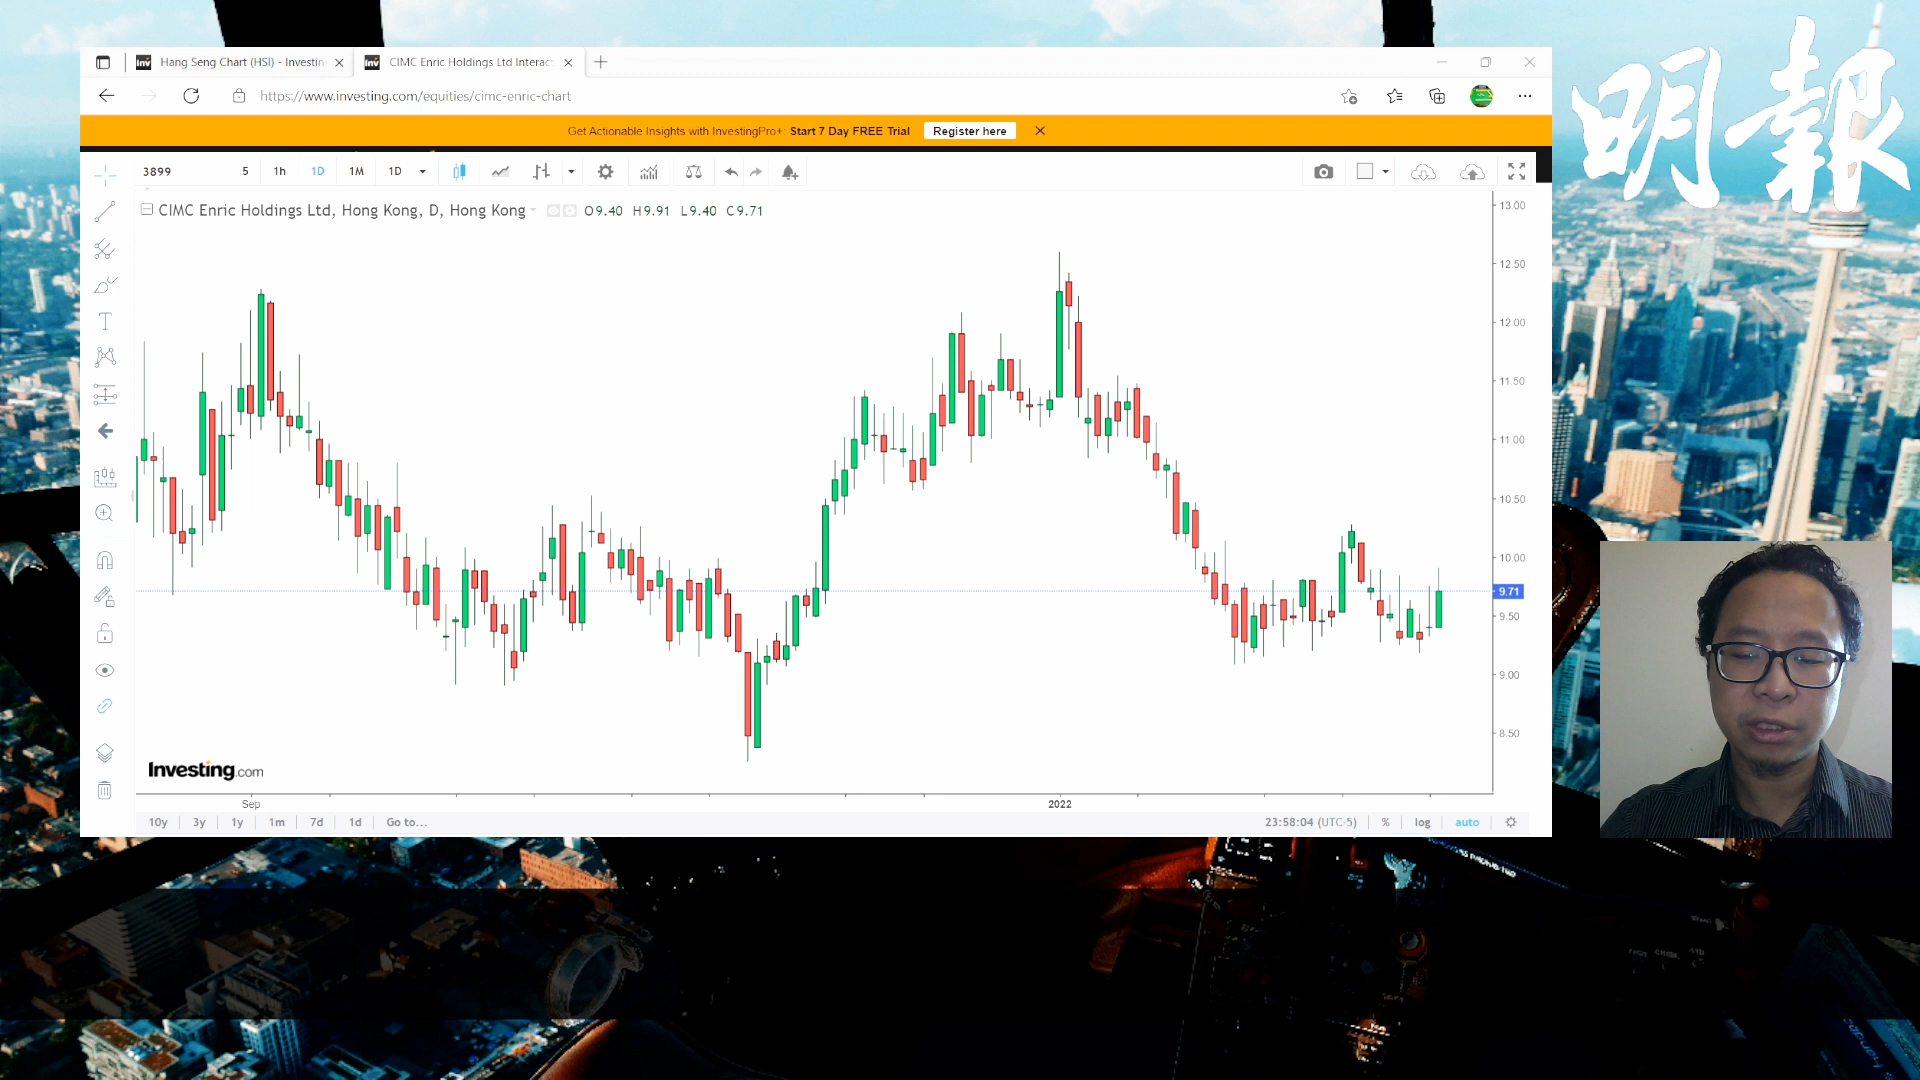 Hang Seng Chart (HSI) - Investin
CIMC Enric Holdings Ltd Interac
明報
https://www.investing.com/equities/cimc-enric-chart
Get Actionable Insights with InvestingPro+: Start 7 Day FREE Trial
Register here
3899
5
1h
1D
1M
1D
CIMC Enric Holdings Ltd, Hong Kong, D, Hong Kong
O9.40 H9.91 L9.40 C9.71
13.00
12.50
12.00
11.50
11.00
10.50
10.00
9.71
9.50
9.00
8.50
Investing.com
Sep
2022
10y
3y
1y
1m
7d
1d
Go to...
23:58:04 (UTC-5)
%
log
auto